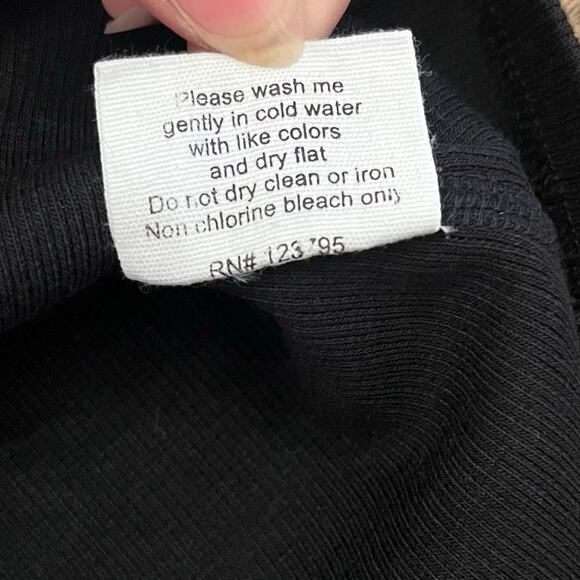 Please wash me
gently in cold water
with like colors
and dry flat
Do not dry clean or iron
Non chlorine bleach only
RN# 123795